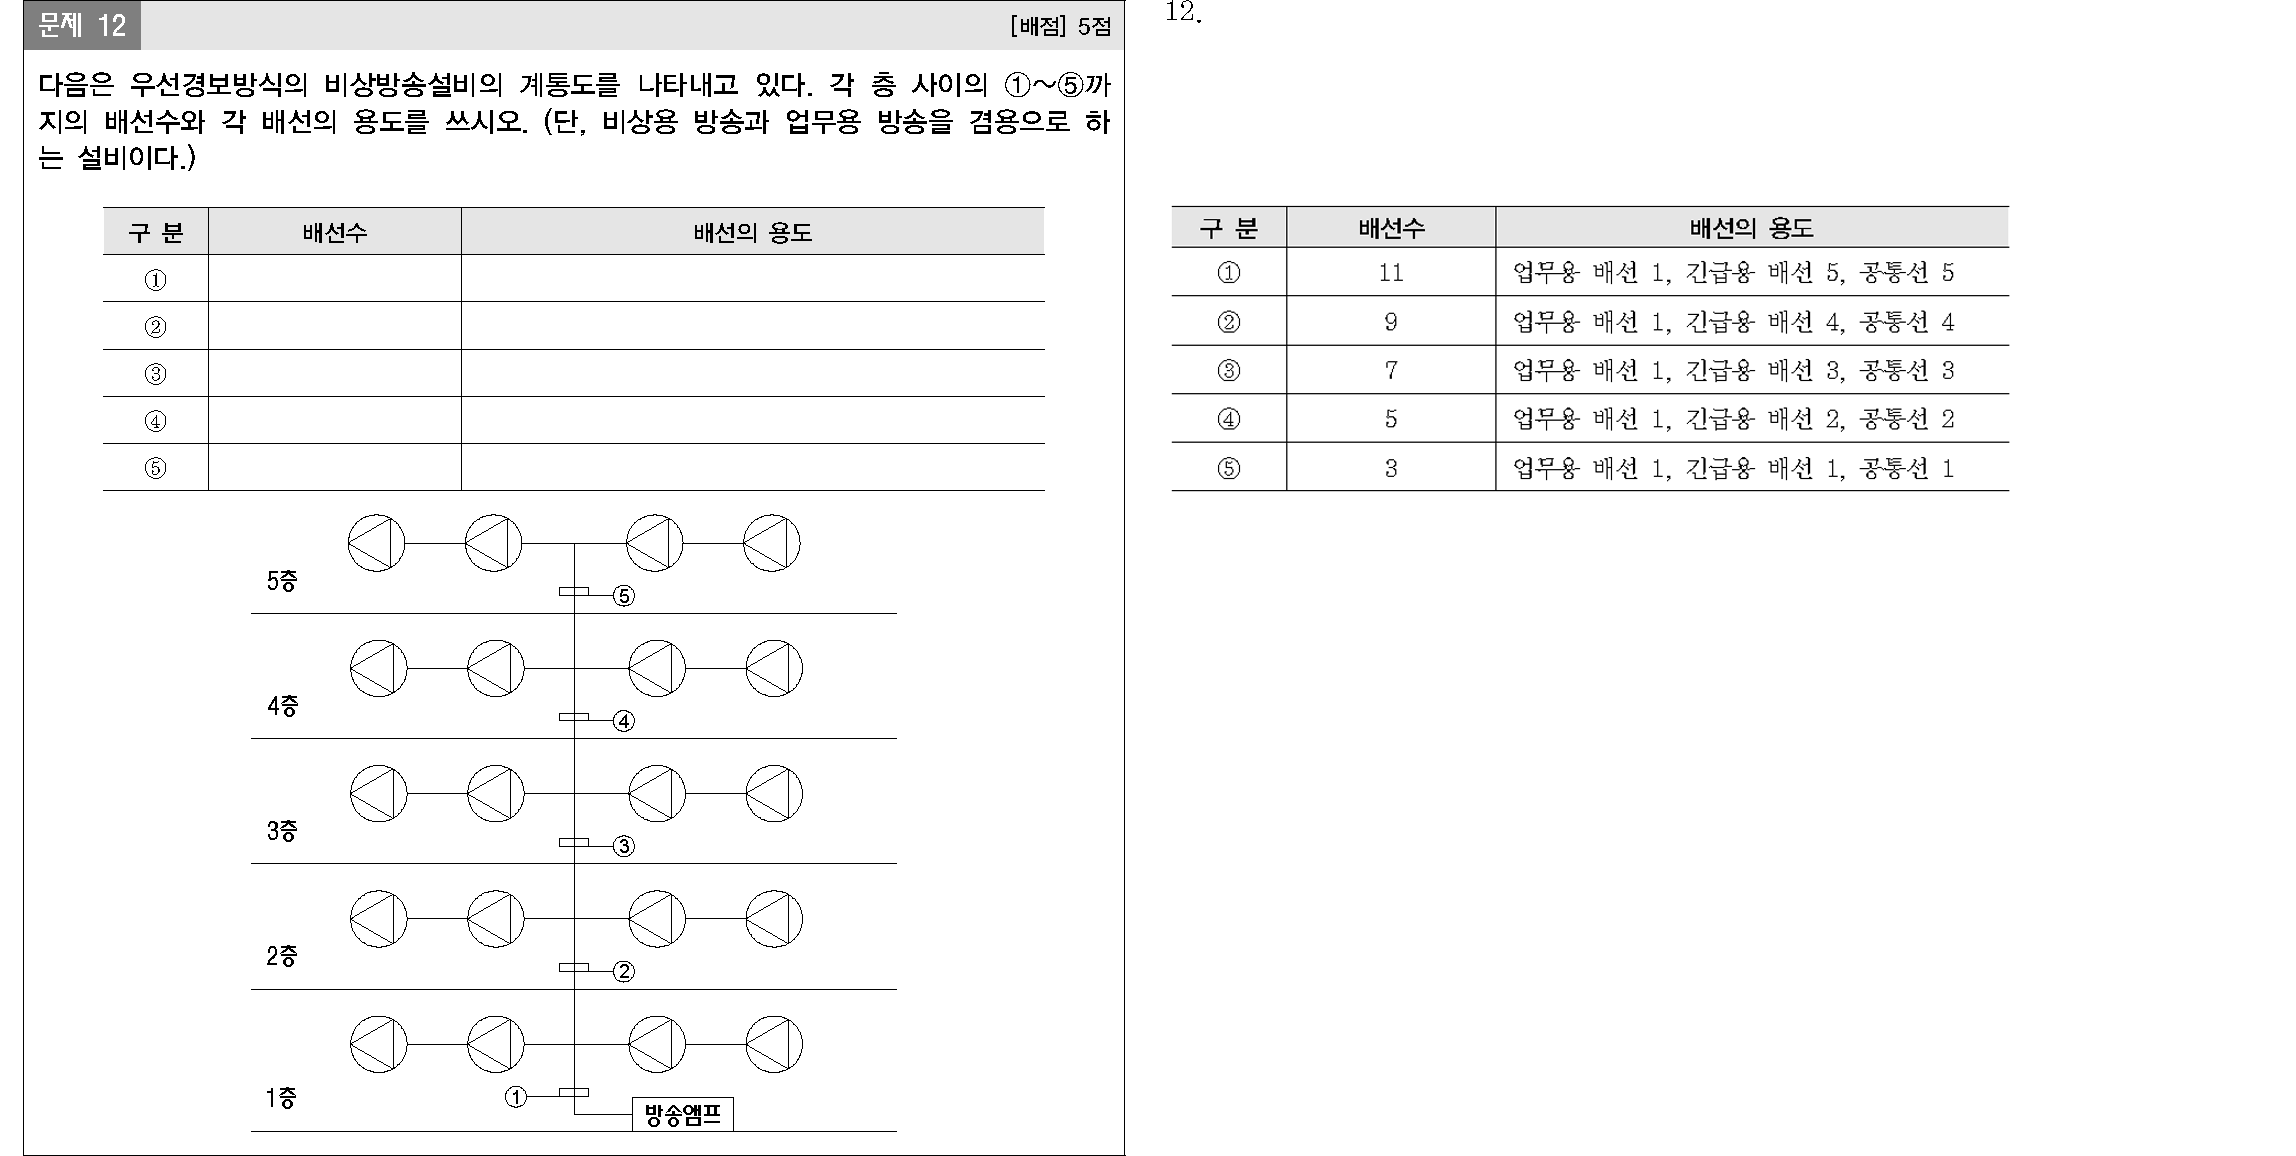 문제 12 [배점] 5점
다음은 우선경보방식의 비상방송설비의 계통도를 나타내고 있다. 각 층 사이의 ①~⑤까
지의 배선수와 각 배선의 용도를 쓰시오. (단, 비상용 방송과 업무용 방송을 겸용으로 하
는 설비이다.)
구 분 배선수 배선의 용도
①
②
③
④
⑤
5층
⑤
4층
④
3층
③
2층
②
1층
①
방송앰프
12.
구 분 배선수 배선의 용도
① 11 업무용 배선 1, 긴급용 배선 5, 공통선 5
② 9 업무용 배선 1, 긴급용 배선 4, 공통선 4
③ 7 업무용 배선 1, 긴급용 배선 3, 공통선 3
④ 5 업무용 배선 1, 긴급용 배선 2, 공통선 2
⑤ 3 업무용 배선 1, 긴급용 배선 1, 공통선 1